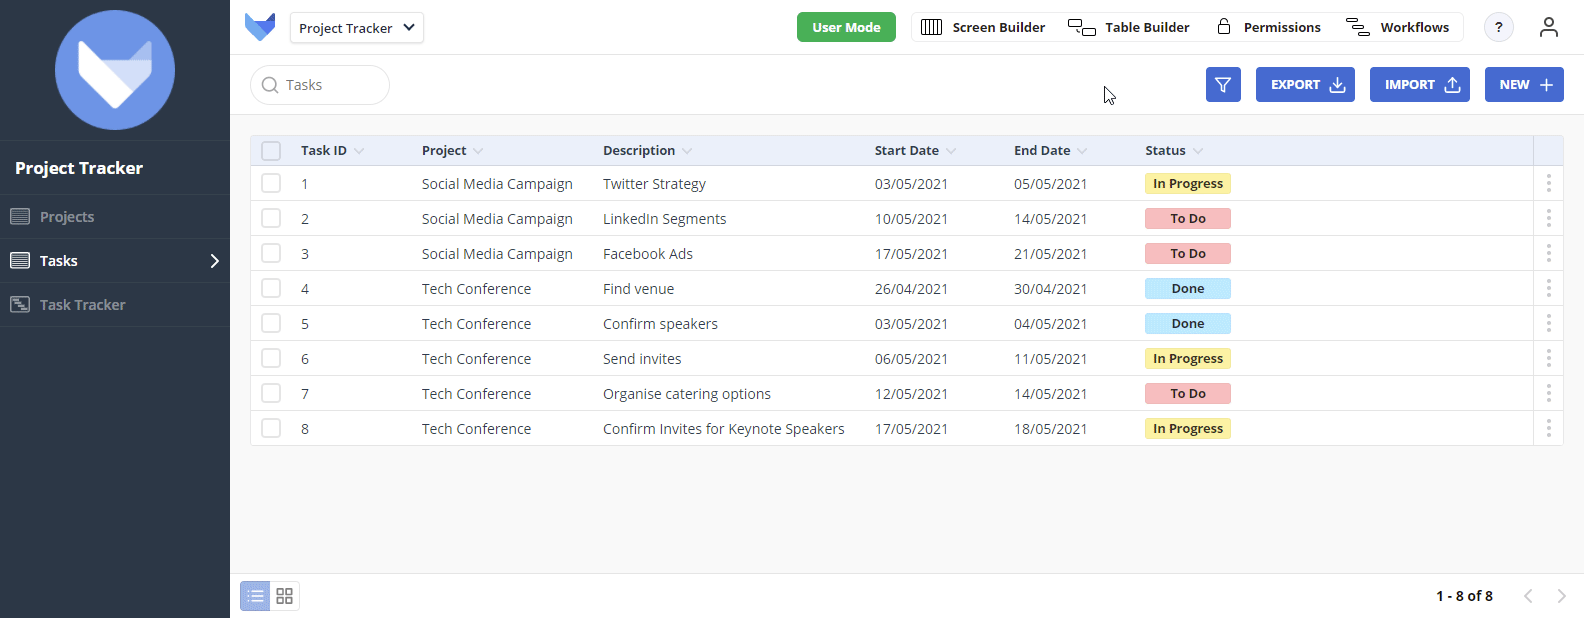 Project Tracker
User Mode
Screen Builder
Table Builder
Permissions
Workflows
?
Project Tracker
Projects
Tasks
Task Tracker
Tasks
EXPORT
IMPORT
NEW
Task ID Project Description Start Date End Date Status
1 Social Media Campaign Twitter Strategy 03/05/2021 05/05/2021 In Progress
2 Social Media Campaign LinkedIn Segments 10/05/2021 14/05/2021 To Do
3 Social Media Campaign Facebook Ads 17/05/2021 21/05/2021 To Do
4 Tech Conference Find venue 26/04/2021 30/04/2021 Done
5 Tech Conference Confirm speakers 03/05/2021 04/05/2021 Done
6 Tech Conference Send invites 06/05/2021 11/05/2021 In Progress
7 Tech Conference Organise catering options 12/05/2021 14/05/2021 To Do
8 Tech Conference Confirm Invites for Keynote Speakers 17/05/2021 18/05/2021 In Progress
1 - 8 of 8